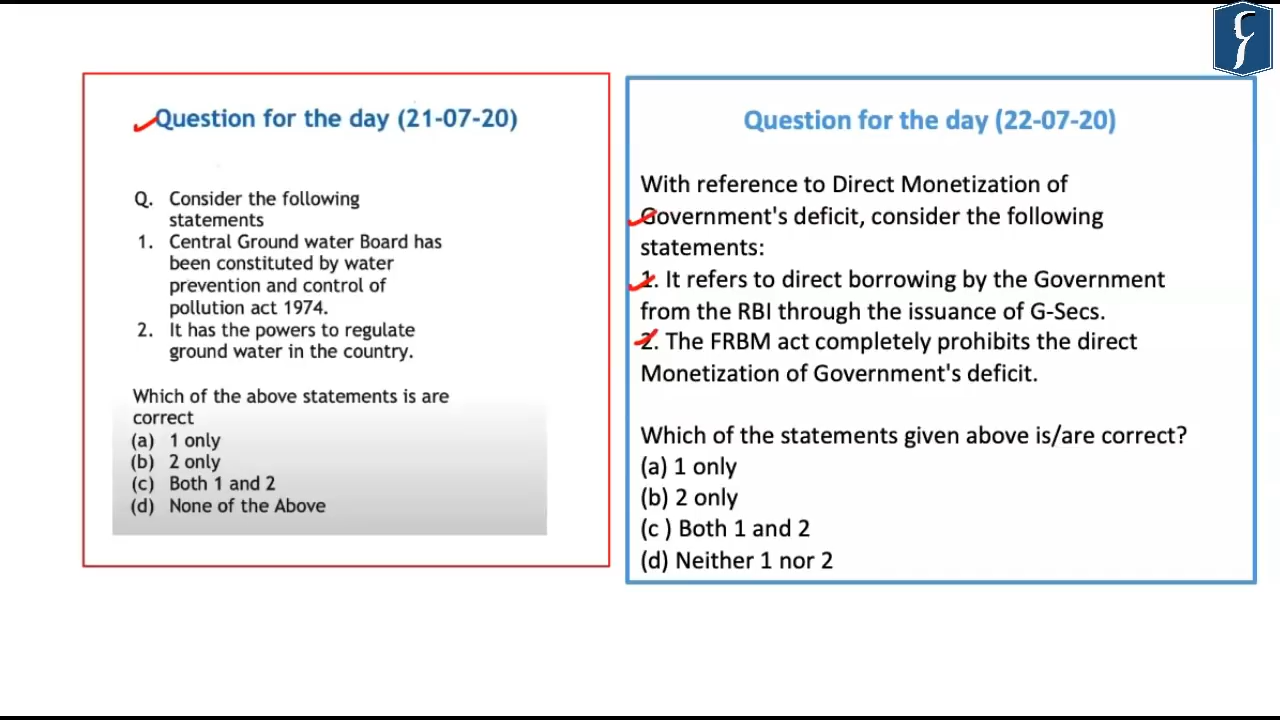 Question for the day (21-07-20)
Q. Consider the following
statements
1. Central Ground water Board has
been constituted by water
prevention and control of
pollution act 1974.
2. It has the powers to regulate
ground water in the country.
Which of the above statements is are
correct
(a) 1 only
(b) 2 only
(c) Both 1 and 2
(d) None of the Above
Question for the day (22-07-20)
With reference to Direct Monetization of
Government's deficit, consider the following
statements:
1. It refers to direct borrowing by the Government
from the RBI through the issuance of G-Secs.
2. The FRBM act completely prohibits the direct
Monetization of Government's deficit.
Which of the statements given above is/are correct?
(a) 1 only
(b) 2 only
(c ) Both 1 and 2
(d) Neither 1 nor 2